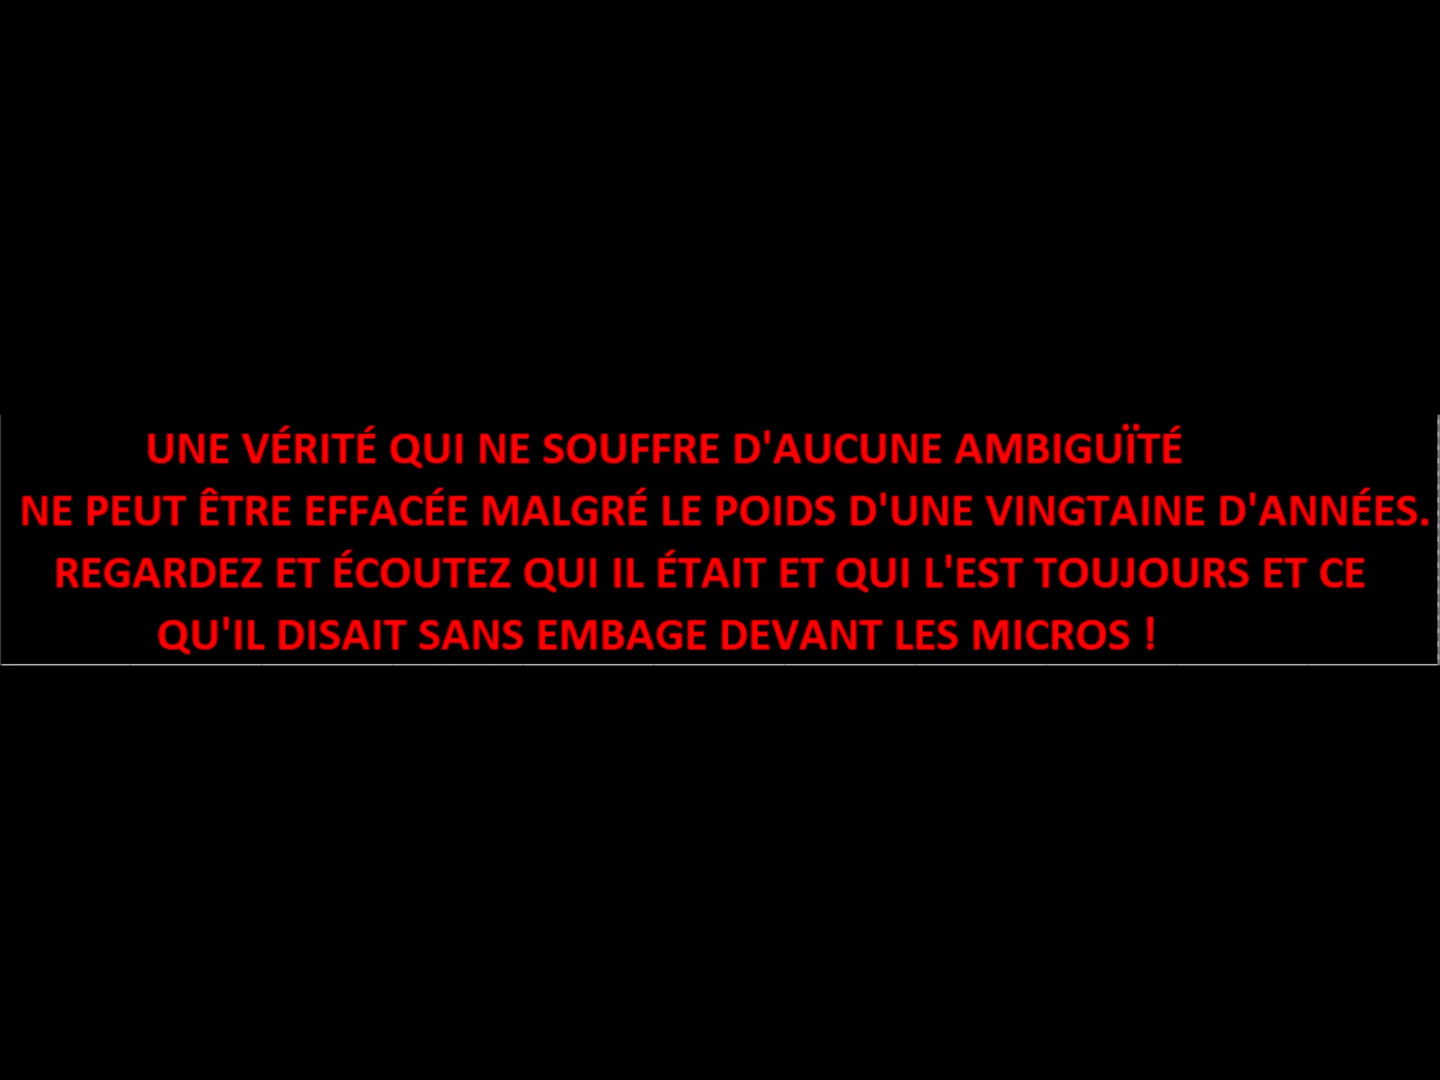 UNE VÉRITÉ QUI NE SOUFFRE D'AUCUNE AMBIGUÏTÉ
NE PEUT ÊTRE EFFACÉE MALGRÉ LE POIDS D'UNE VINGTAINE D'ANNÉES.
REGARDEZ ET ÉCOUTEZ QUI IL ÉTAIT ET QUI L'EST TOUJOURS ET CE
QU'IL DISAIT SANS EMBAGE DEVANT LES MICROS !